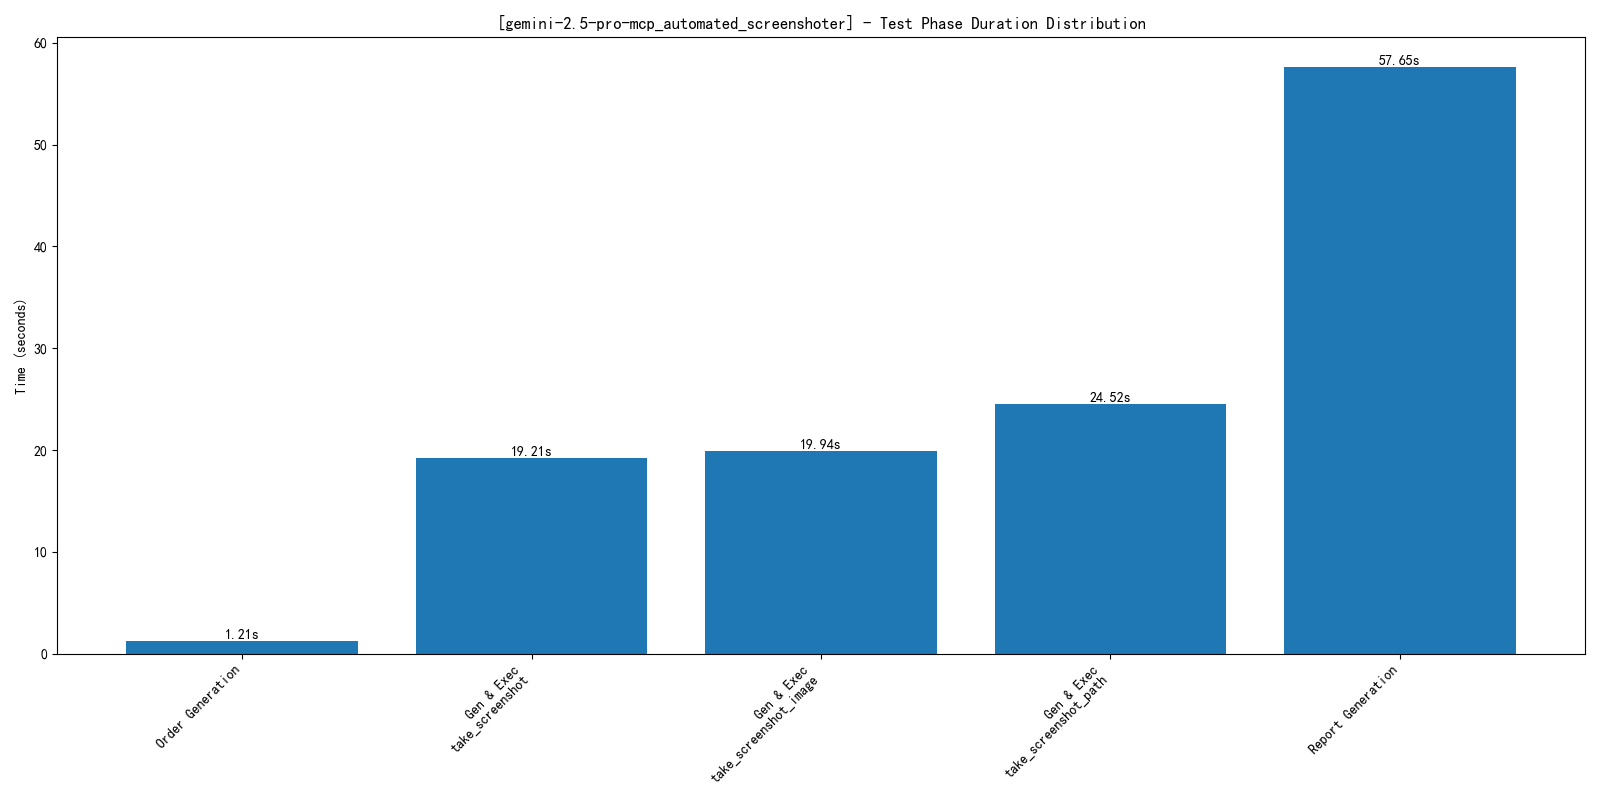 [gemini-2.5-pro-mcp_automated_screenshoter] - Test Phase Duration Distribution
Time (seconds)
60
50
40
30
20
10
0
1.21s
19.21s
19.94s
24.52s
57.65s
Order Generation
Gen & Exec
take_screenshot
Gen & Exec
take_screenshot_image
Gen & Exec
take_screenshot_path
Report Generation